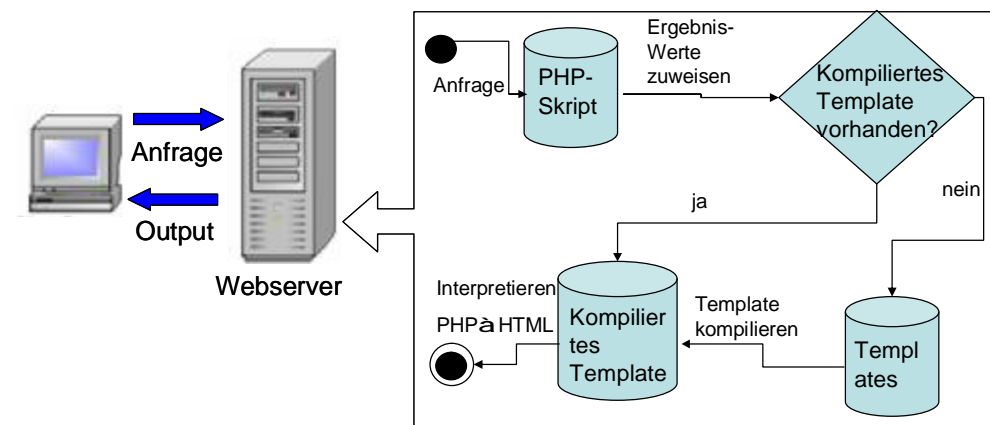 Anfrage
Output
Webserver
Anfrage
PHP-
Skript
Ergebnis-
Werte
zuweisen
Kompiliertes
Template
vorhanden?
ja
nein
Templ
ates
Template
kompilieren
Kompilier
tes
Template
Interpretieren
PHPà HTML